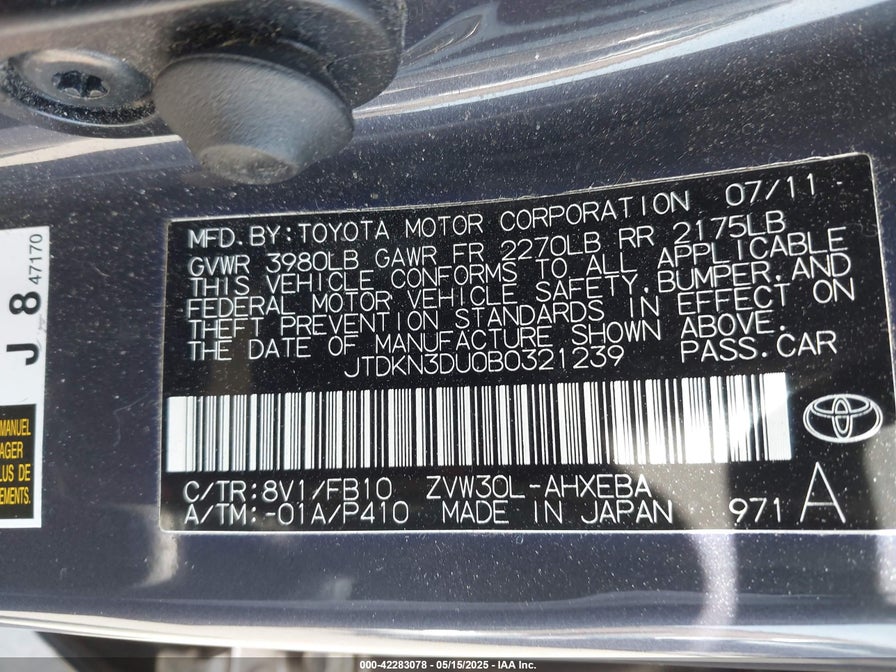 MFD.BY:TOYOTA MOTOR CORPORATION 07/11
GVWR 3980LB GAWR FR 2270LB RR 2175LB
THIS VEHICLE CONFORMS TO ALL APPLICABLE
FEDERAL MOTOR VEHICLE SAFETY,BUMPER,AND
THEFT PREVENTION STANDARDS IN EFFECT ON
THE DATE OF MANUFACTURE SHOWN ABOVE.
JTDKN3DU0B0321239 PASS.CAR
C/TR:8V1/FB10 ZVW30L-AHXEBA
A/TM:-01A/P410 MADE IN JAPAN 971 A
J 8 47170
MANUEL
AGER
LUS DE
EMENTS.
000-42283078 - 05/15/2025 - IAA Inc.